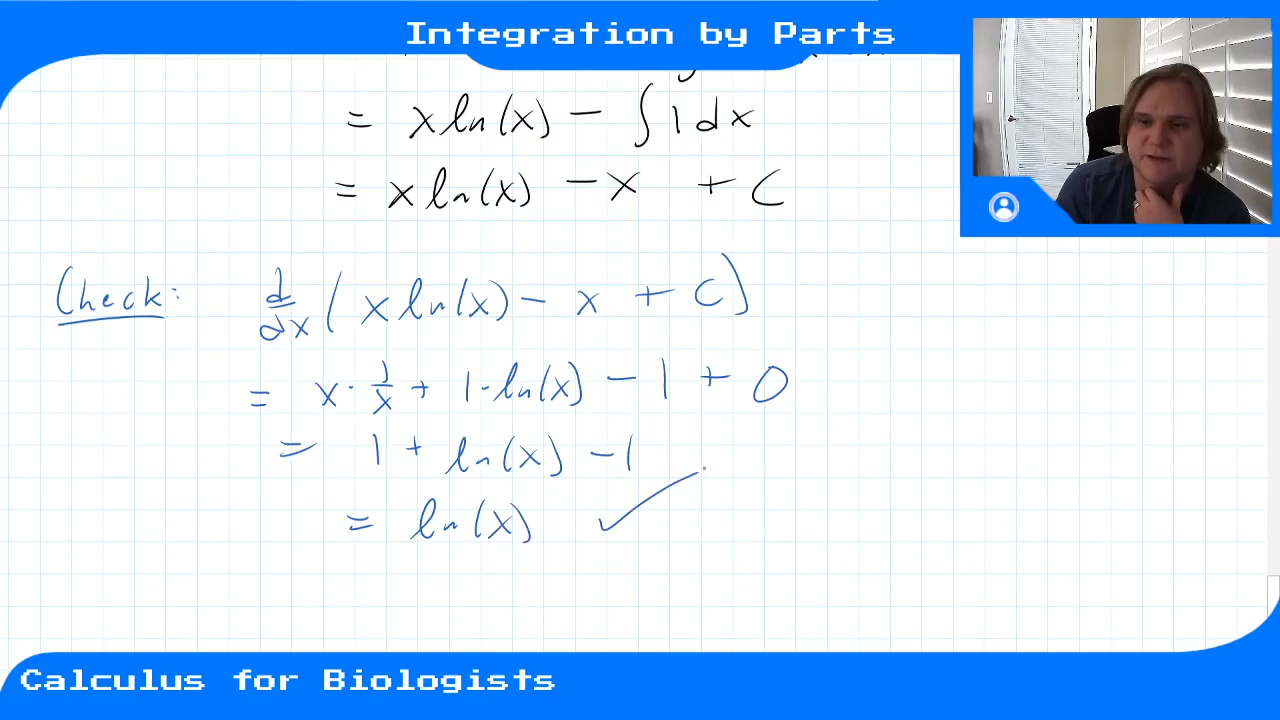 Integration by Parts
= x ln(x) - ∫ 1 dx
= x ln(x) - x + C
Check: d/dx ( x ln(x) - x + C )
= x · 1/x + 1 · ln(x) - 1 + 0
= 1 + ln(x) - 1
= ln(x) ✓
Calculus for Biologists